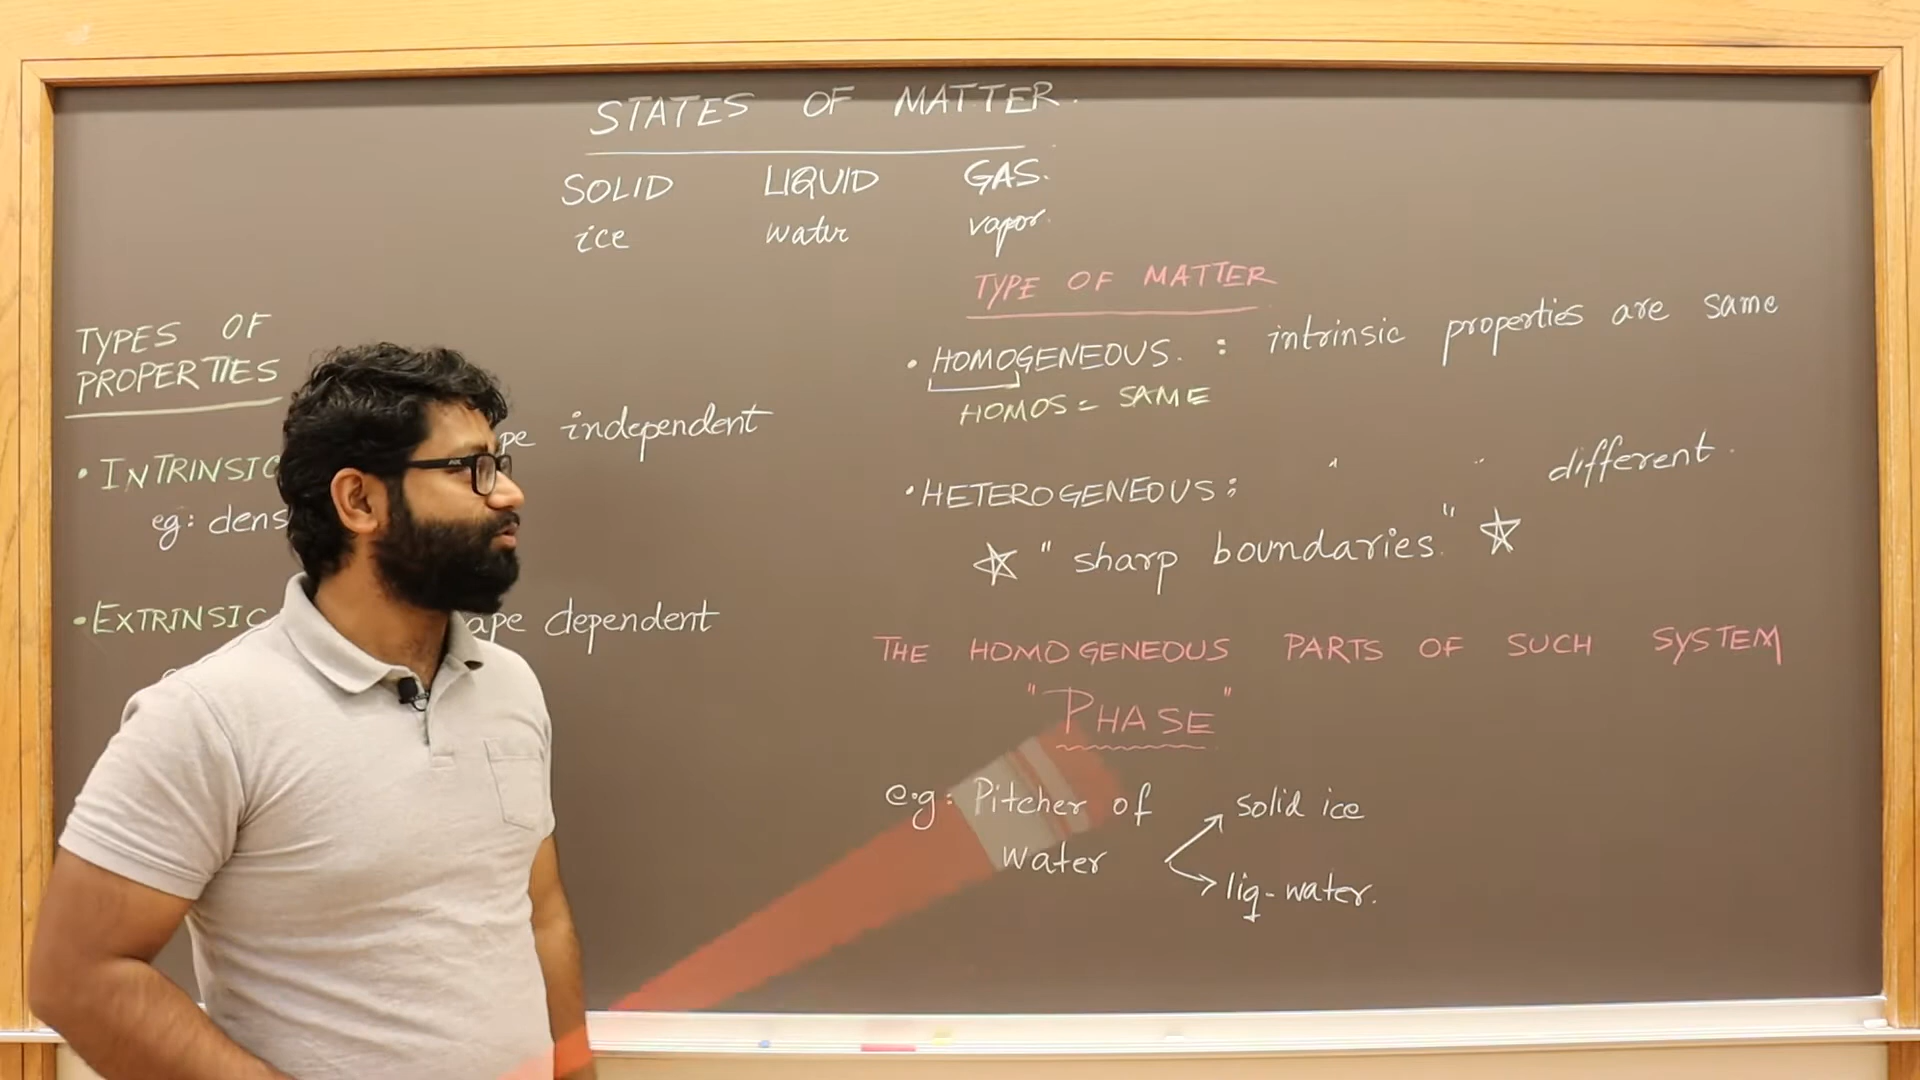 STATES OF MATTER.
SOLID LIQUID GAS.
ice water vapor.
TYPES OF
PROPERTIES
• INTRINSIC
independent
eg: dens
• EXTRINSIC
dependent
TYPE OF MATTER
• HOMOGENEOUS. : intrinsic properties are same
HOMOS = SAME
• HETEROGENEOUS: " " different.
☆ "sharp boundaries." ☆
THE HOMOGENEOUS PARTS OF SUCH SYSTEM
"PHASE"
e.g: Pitcher of
water
solid ice
liq-water.